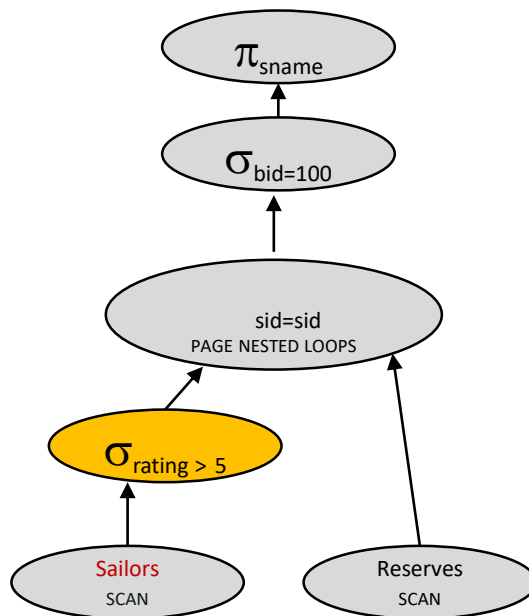 πsname
σbid=100
sid=sid
PAGE NESTED LOOPS
σrating > 5
Sailors
SCAN
Reserves
SCAN